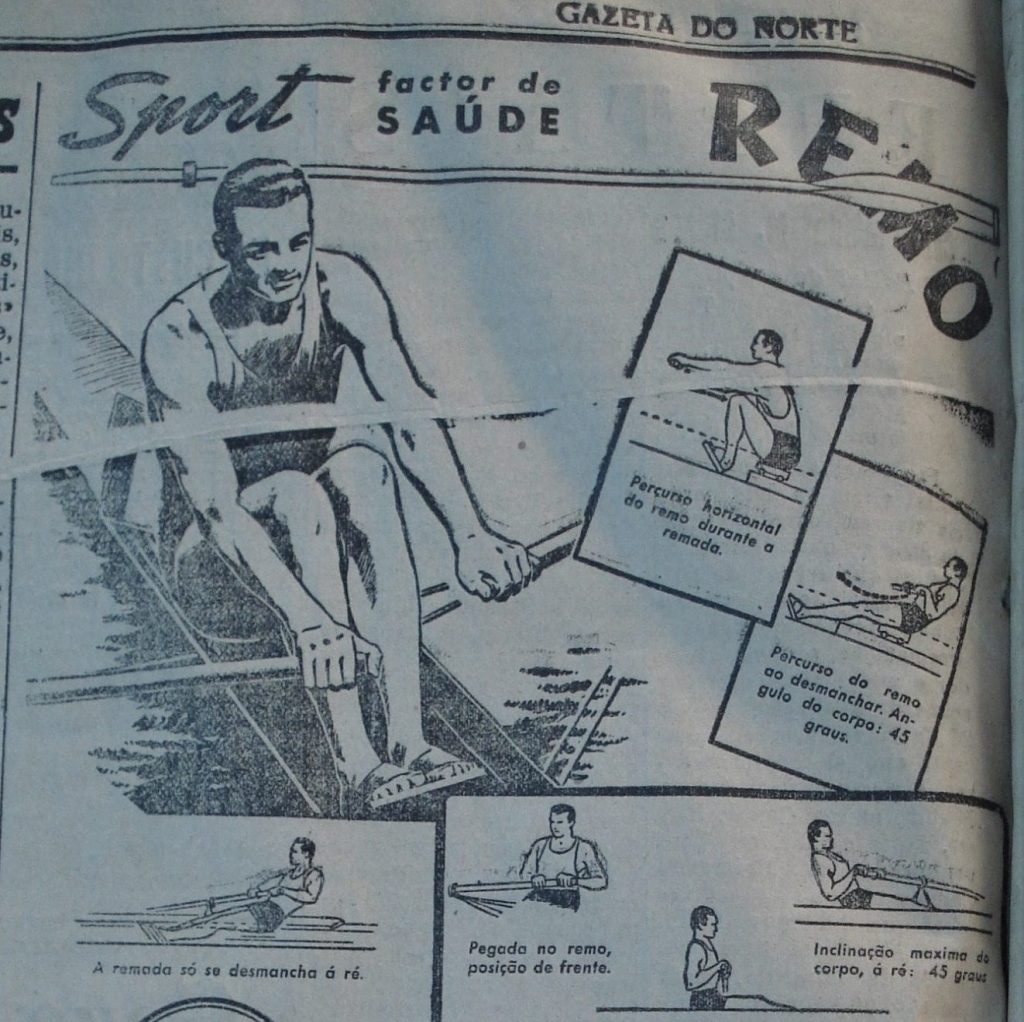 GAZETA DO NORTE
Sport
factor de
SAÚDE
REMO
Percurso horizontal
do remo durante a
remada.
Percurso do remo
ao desmanchar. An-
gulo do corpo: 45
graus.
A remada só se desmancha á ré.
Pegada no remo,
posição de frente.
Inclinação maxima do
corpo, á ré: 45 graus